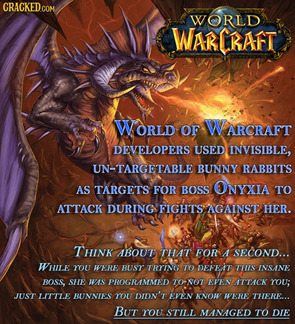 CRACKED.COM
WORLD
OF
WARCRAFT
WORLD OF WARCRAFT
DEVELOPERS USED INVISIBLE,
UN-TARGETABLE BUNNY RABBITS
AS TARGETS FOR BOSS ONYXIA TO
ATTACK DURING FIGHTS AGAINST HER.
THINK ABOUT THAT FOR A SECOND...
WHILE YOU WERE BUSY TRYING TO DEFEAT THIS INSANE
BOSS, SHE WAS PROGRAMMED TO NOT EVEN ATTACK YOU;
JUST LITTLE BUNNIES YOU DIDN'T EVEN KNOW WERE THERE...
BUT YOU STILL MANAGED TO DIE